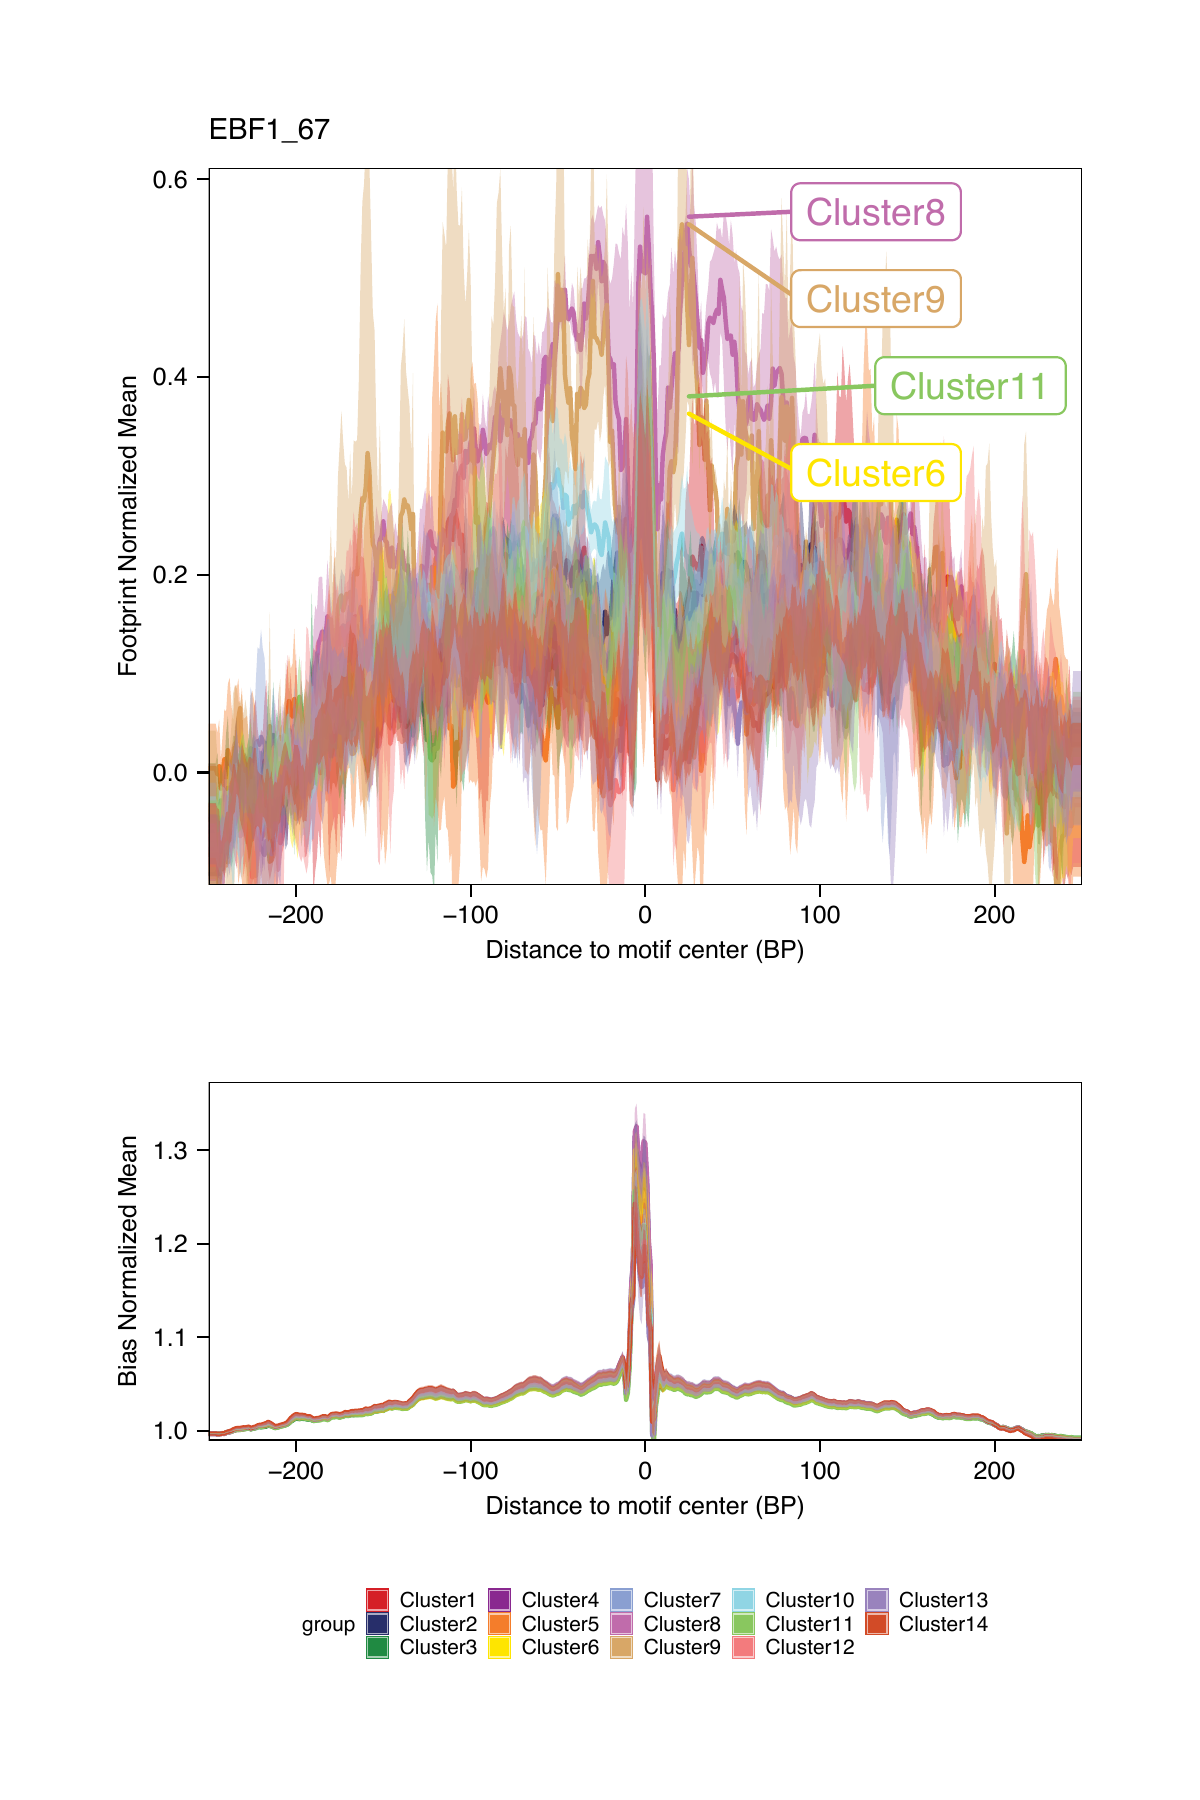 EBF1_67
0.6
0.4
0.2
0.0
Footprint Normalized Mean
Cluster8
Cluster9
Cluster11
Cluster6
−200 −100 0 100 200
Distance to motif center (BP)
1.3
1.2
1.1
1.0
Bias Normalized Mean
−200 −100 0 100 200
Distance to motif center (BP)
group
Cluster1 Cluster4 Cluster7 Cluster10 Cluster13
Cluster2 Cluster5 Cluster8 Cluster11 Cluster14
Cluster3 Cluster6 Cluster9 Cluster12